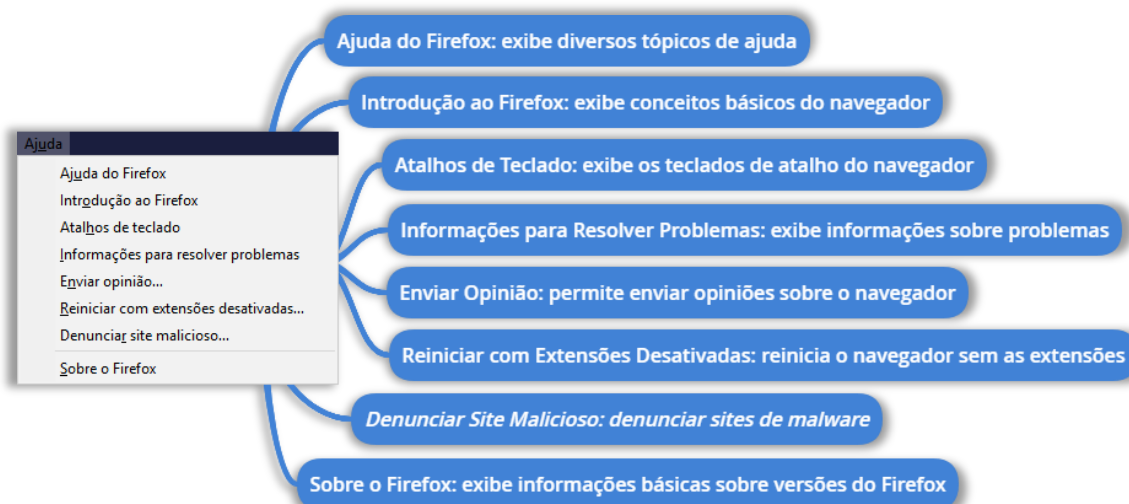 Ajuda do Firefox: exibe diversos tópicos de ajuda
Introdução ao Firefox: exibe conceitos básicos do navegador
Ajuda
Ajuda do Firefox
Introdução ao Firefox
Atalhos de teclado
Informações para resolver problemas
Enviar opinião...
Reiniciar com extensões desativadas...
Denunciar site malicioso...
Sobre o Firefox
Atalhos de Teclado: exibe os teclados de atalho do navegador
Informações para Resolver Problemas: exibe informações sobre problemas
Enviar Opinião: permite enviar opiniões sobre o navegador
Reiniciar com Extensões Desativadas: reinicia o navegador sem as extensões
Denunciar Site Malicioso: denunciar sites de malware
Sobre o Firefox: exibe informações básicas sobre versões do Firefox